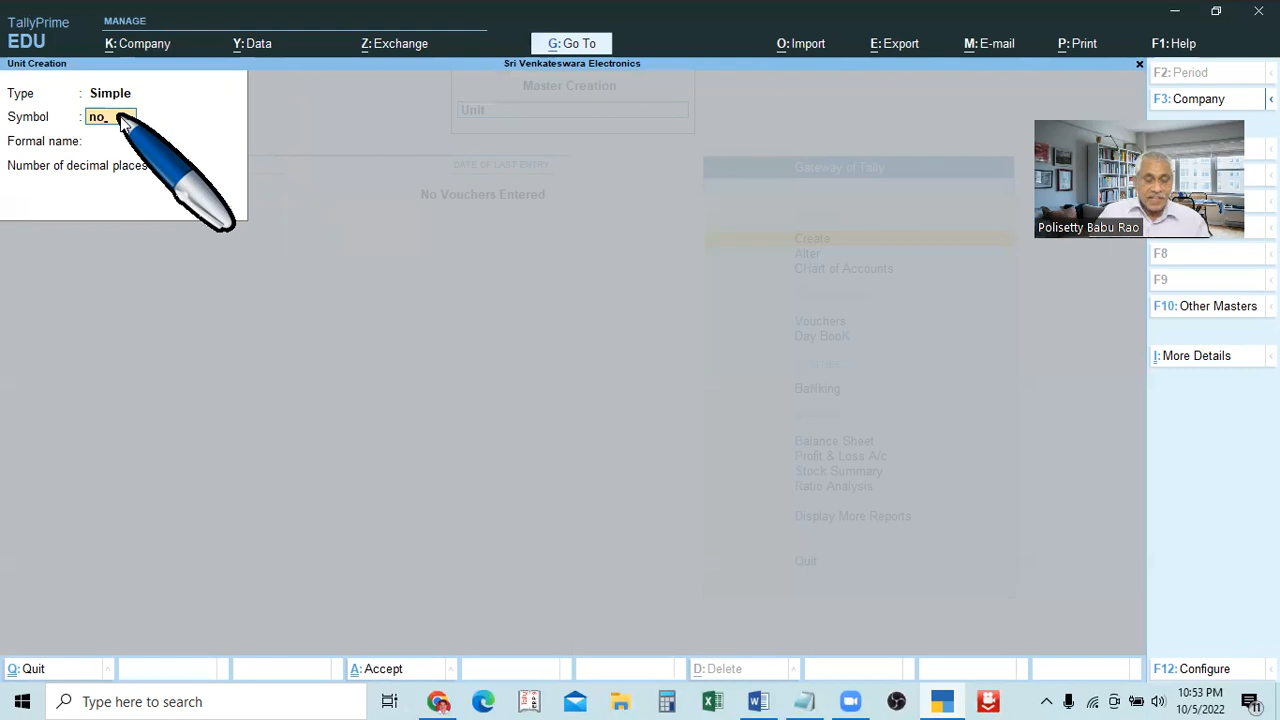 TallyPrime
EDU
MANAGE
K: Company
Y: Data
Z: Exchange
G: Go To
O: Import
E: Export
M: E-mail
P: Print
F1: Help
Unit Creation
Sri Venkateswara Electronics
Type : Simple
Symbol : no
Formal name:
Number of decimal places
Master Creation
Unit
DATE OF LAST ENTRY
No Vouchers Entered
Gateway of Tally
Create
Alter
CHart of Accounts
Vouchers
Day BooK
BaNking
Balance Sheet
Profit & Loss A/c
Stock Summary
Ratio Analysis
Display More Reports
Quit
F2: Period
F3: Company
Polisetty Babu Rao
F8
F9
F10: Other Masters
I: More Details
Q: Quit
A: Accept
D: Delete
F12: Configure
Type here to search
10:53 PM
10/5/2022